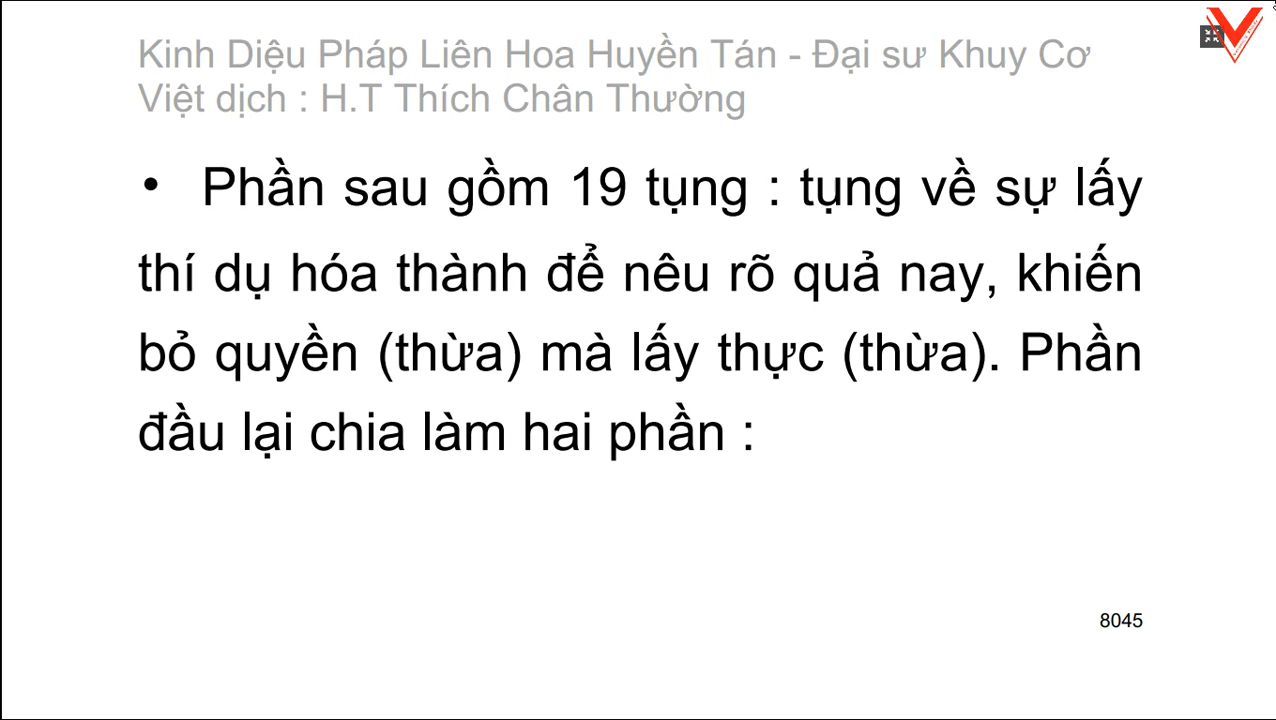 Kinh Diệu Pháp Liên Hoa Huyền Tán - Đại sư Khuy Cơ
Việt dịch : H.T Thích Chân Thường
• Phần sau gồm 19 tụng : tụng về sự lấy
thí dụ hóa thành để nêu rõ quả nay, khiến
bỏ quyền (thừa) mà lấy thực (thừa). Phần
đầu lại chia làm hai phần :
8045